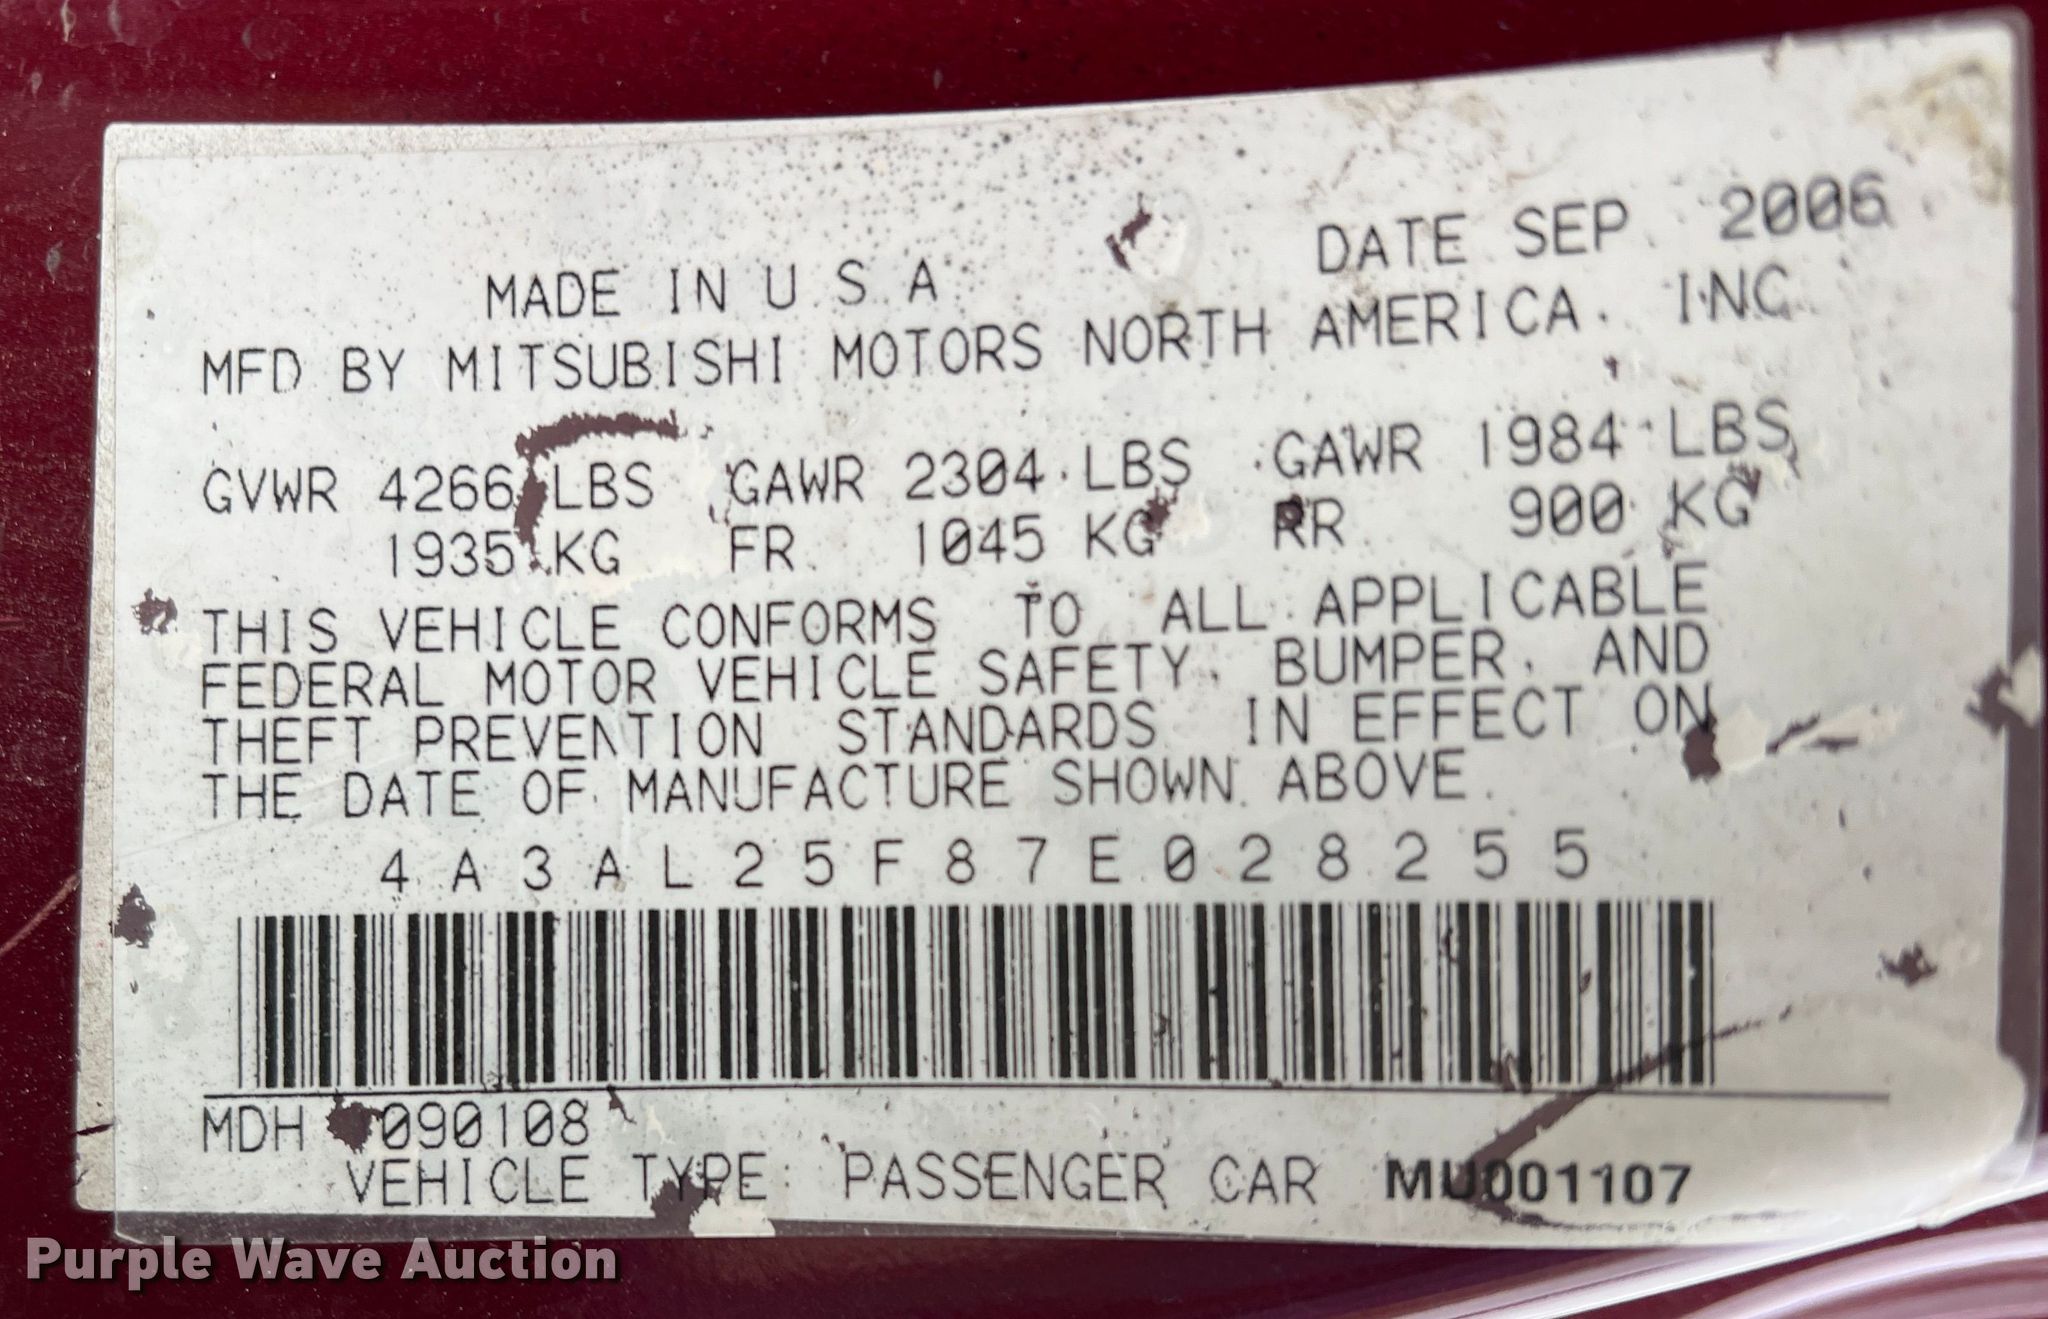 DATE SEP 2006
MADE IN U.S.A
MFD BY MITSUBISHI MOTORS NORTH AMERICA. INC
GVWR 4266 LBS GAWR 2304 LBS GAWR 1984 LBS
1935 KG FR. 1045 KG RR 900 KG
THIS VEHICLE CONFORMS TO ALL APPLICABLE
FEDERAL MOTOR VEHICLE SAFETY, BUMPER, AND
THEFT PREVENTION STANDARDS IN EFFECT ON
THE DATE OF MANUFACTURE SHOWN ABOVE.
4A3AL25F87E028255
MDH 090108
VEHICLE TYPE: PASSENGER CAR MU001107
Purple Wave Auction